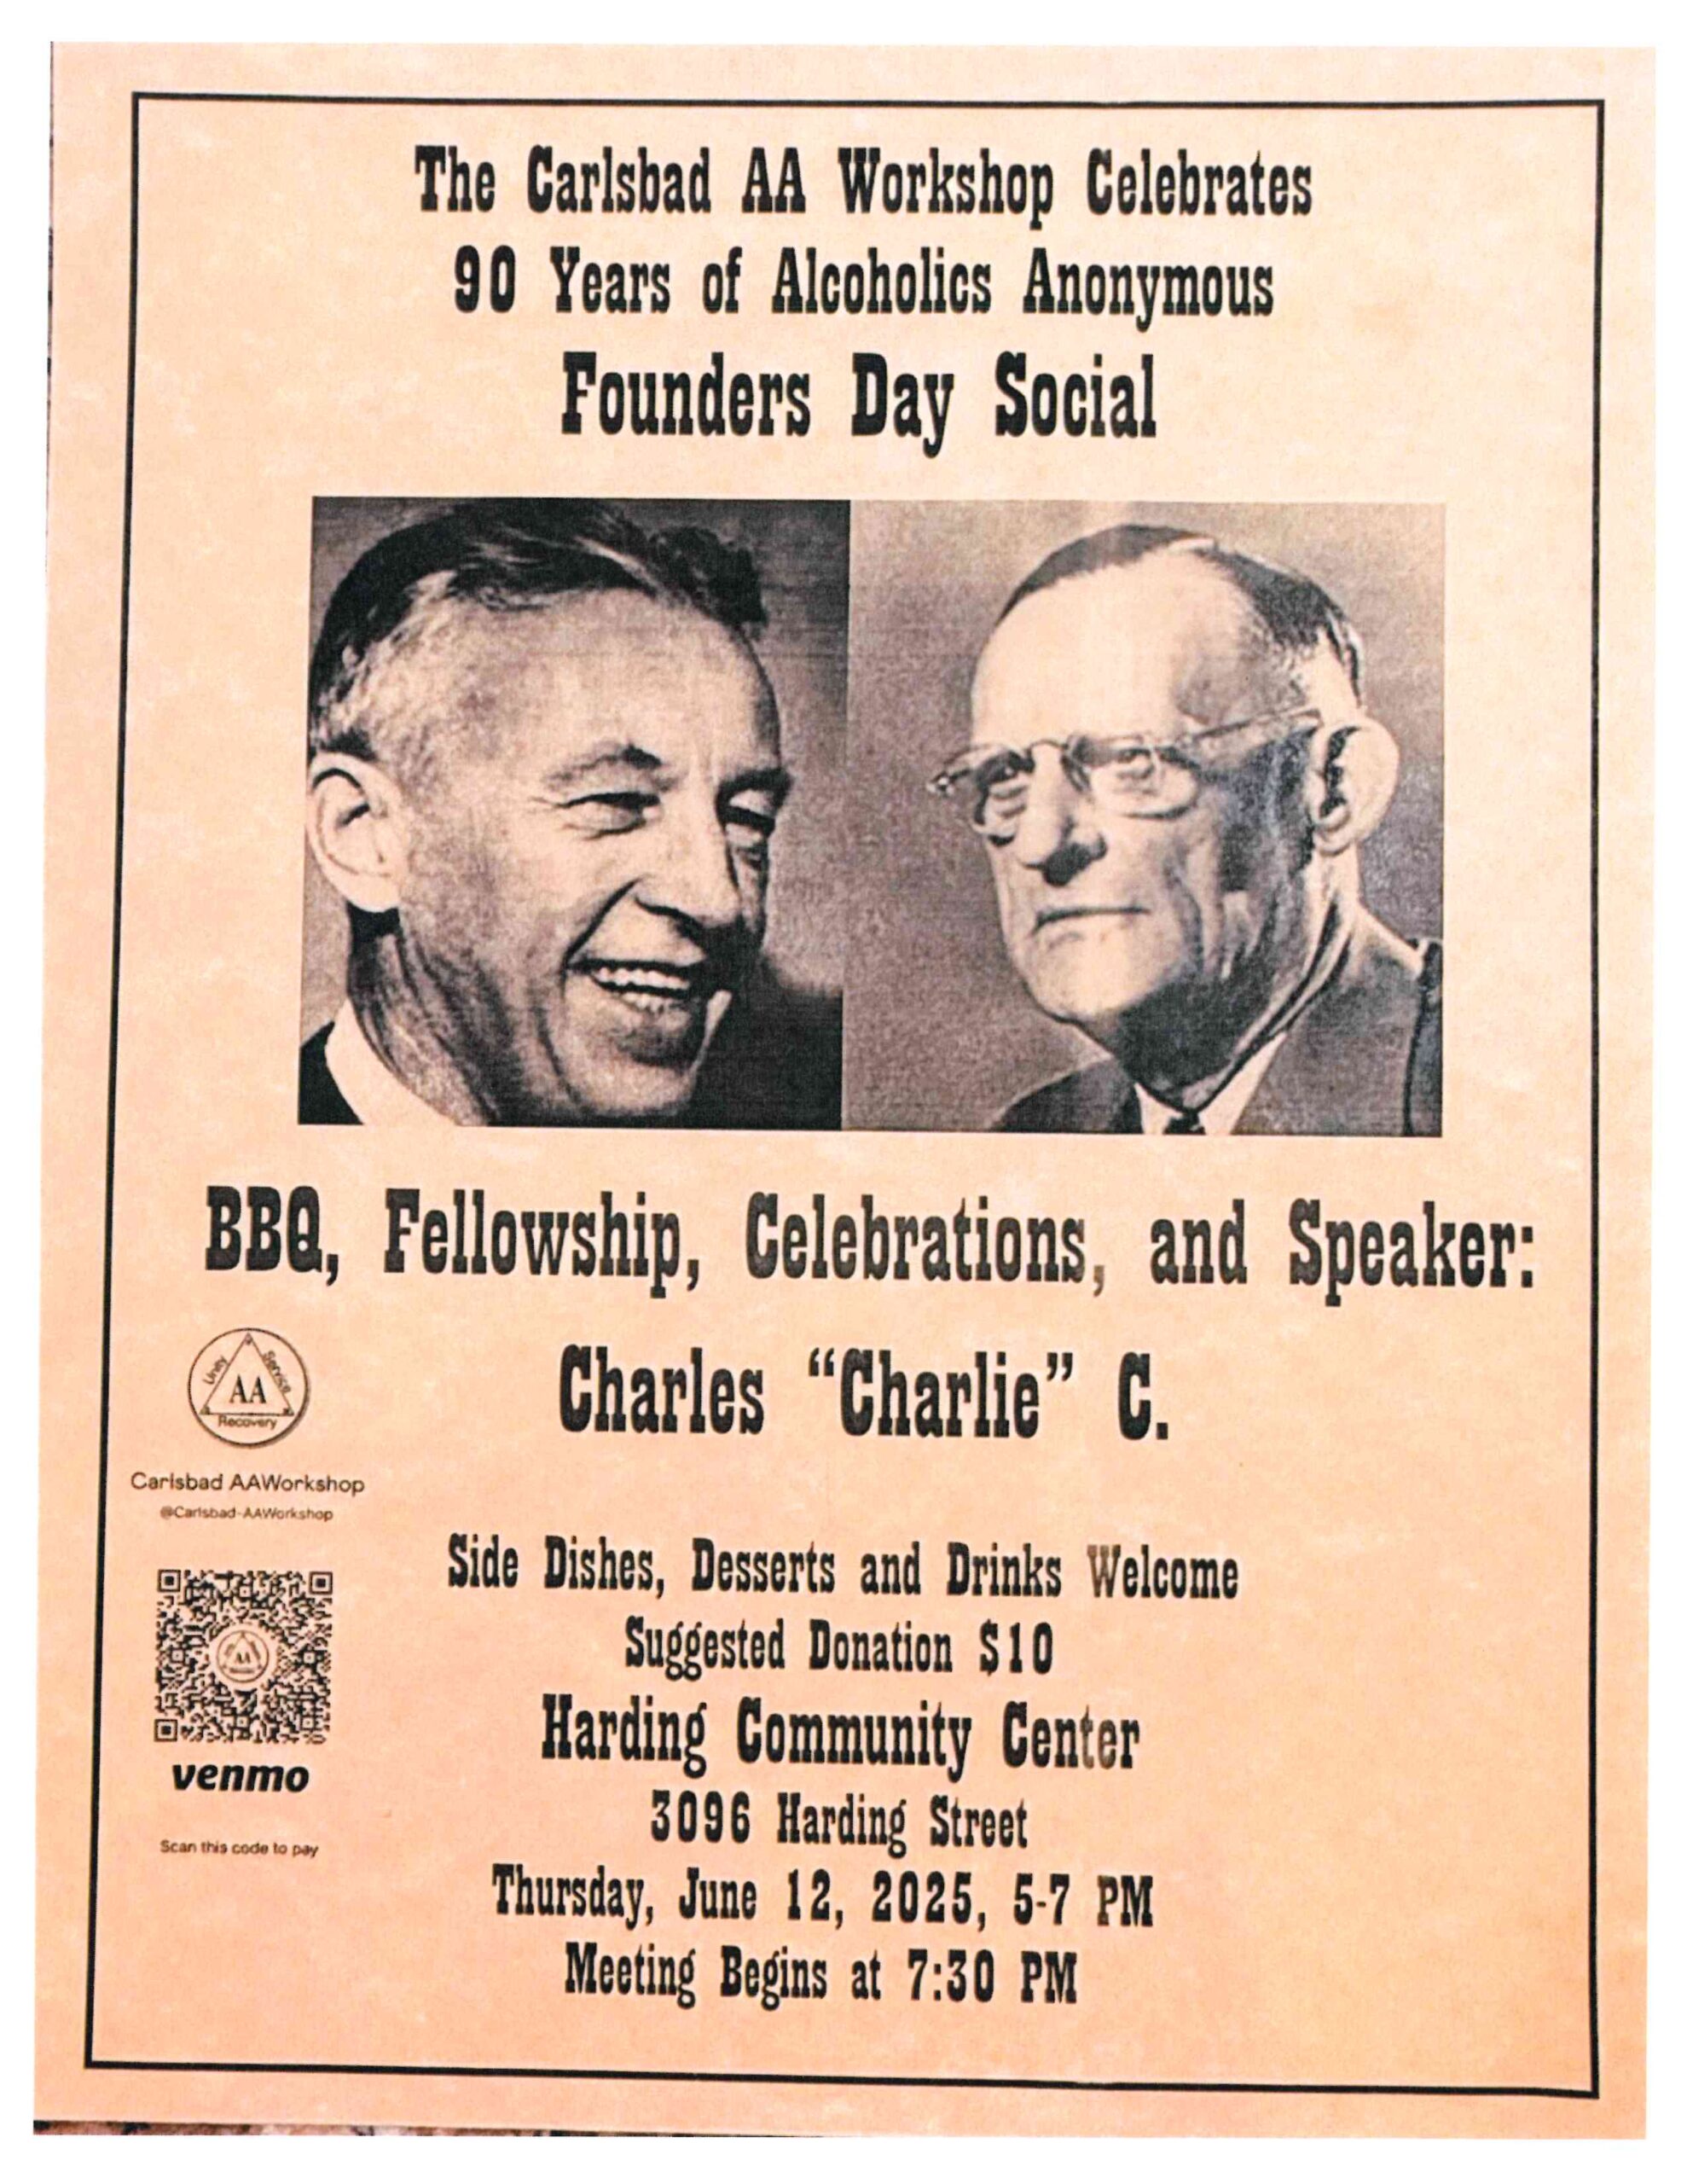 The Carlsbad AA Workshop Celebrates
90 Years of Alcoholics Anonymous
Founders Day Social
BBQ, Fellowship, Celebrations, and Speaker:
Charles “Charlie” C.
Unity
Service
AA
Recovery
Carlsbad AAWorkshop
@Carlsbad-AAWorkshop
AA
venmo
Scan this code to pay
Side Dishes, Desserts and Drinks Welcome
Suggested Donation $10
Harding Community Center
3096 Harding Street
Thursday, June 12, 2025, 5-7 PM
Meeting Begins at 7:30 PM